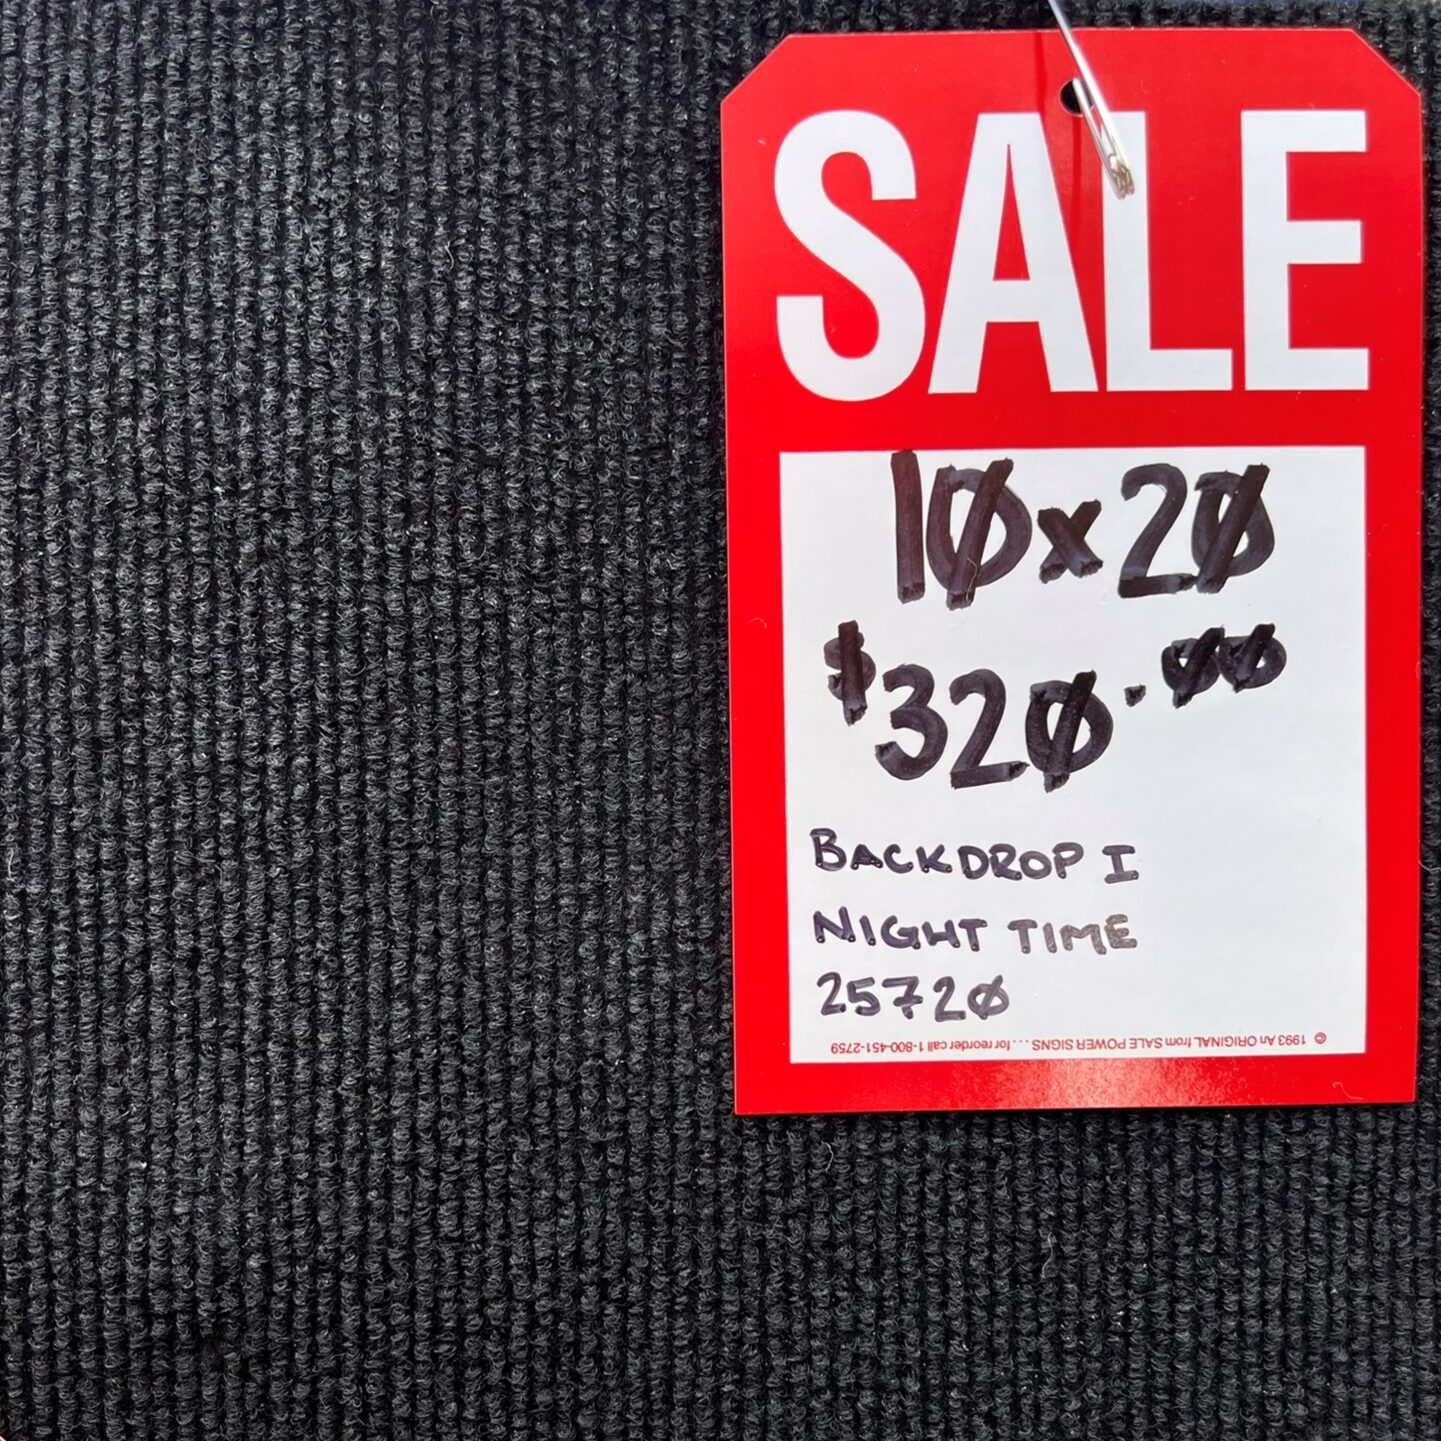 SALE
10x20
$320.00
BACKDROP I
NIGHT TIME
25720
© 1993 An ORIGINAL from SALE POWER SIGNS . . . . for reorder call 1-800-451-2759